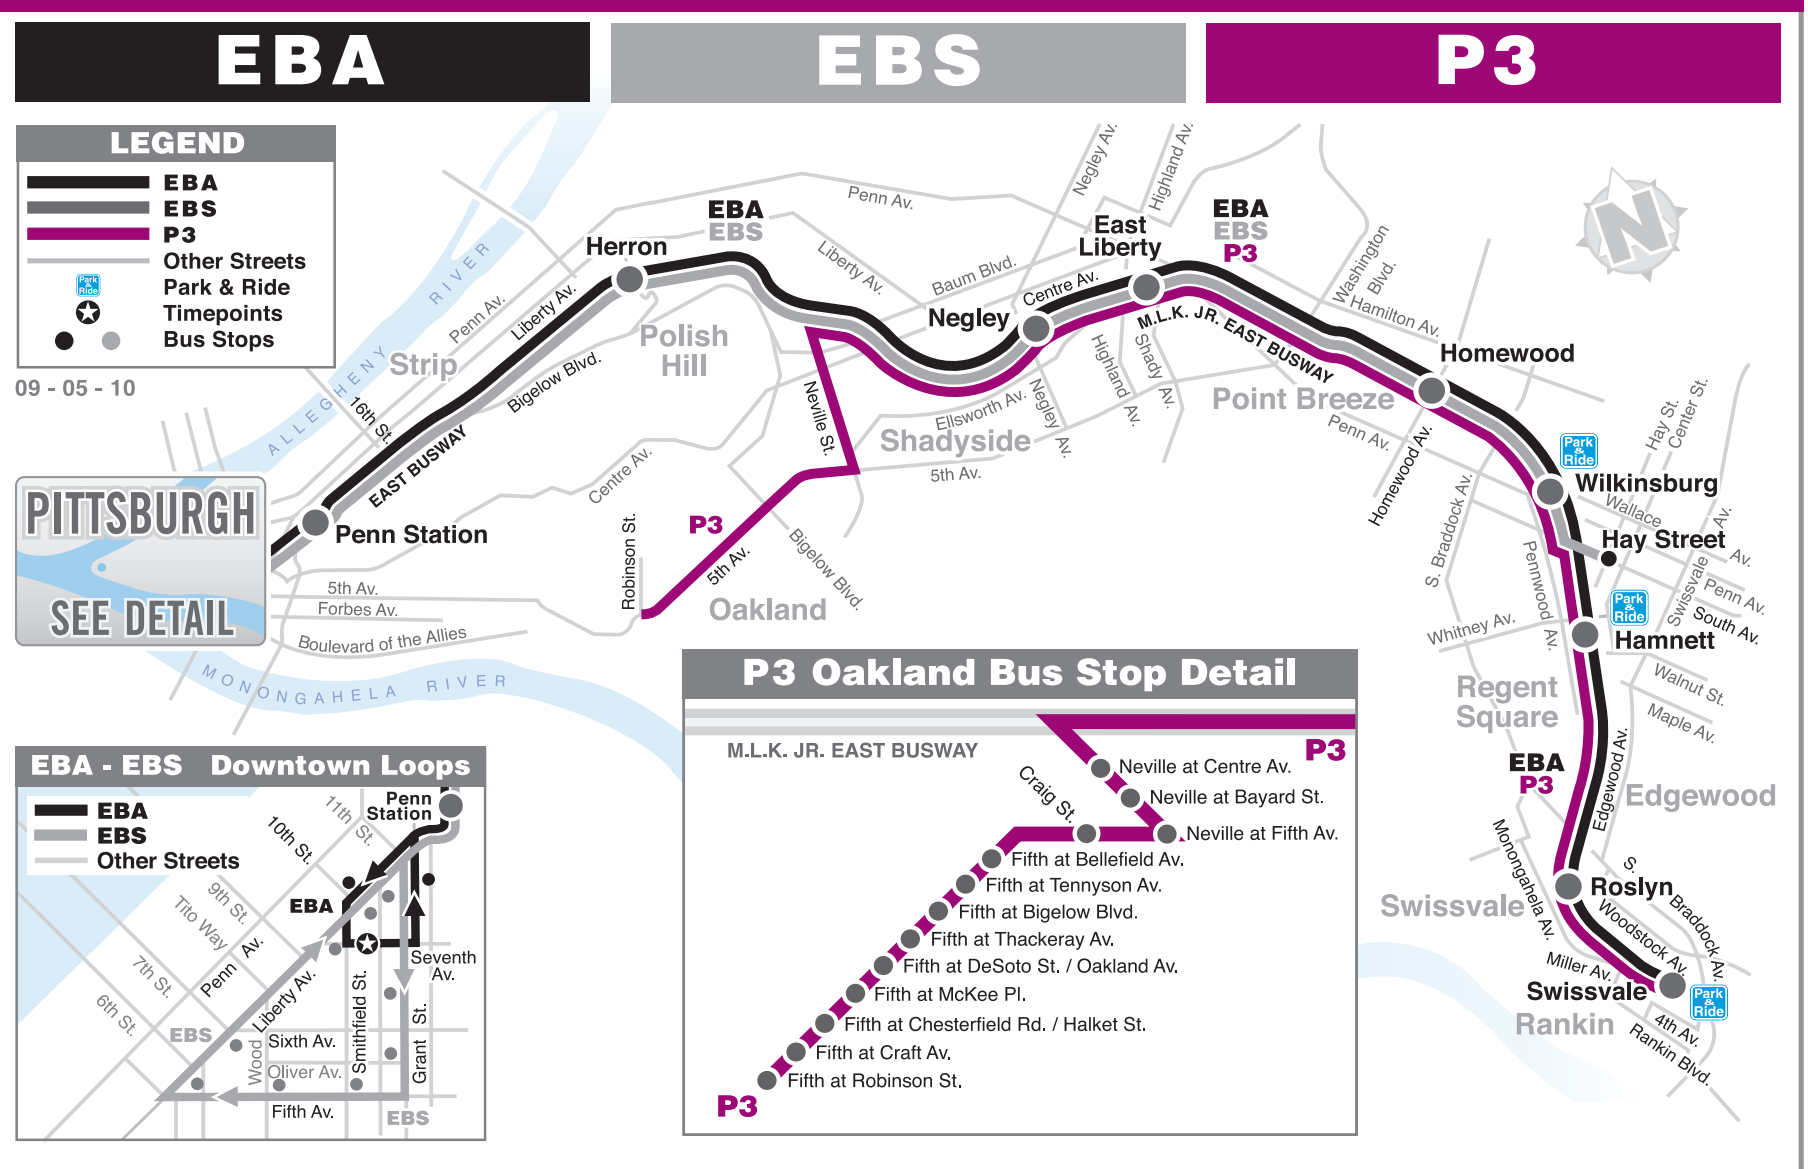 EBA
EBS
P3
LEGEND
EBA
EBS
P3
Other Streets
Park & Ride
Park & Ride
Timepoints
Bus Stops
09 - 05 - 10
PITTSBURGH
SEE DETAIL
ALLEGHENY RIVER
MONONGAHELA RIVER
Strip
Penn Av.
Liberty Av.
16th St.
Bigelow Blvd.
EAST BUSWAY
Penn Station
5th Av.
Forbes Av.
Boulevard of the Allies
Herron
EBA
EBS
Polish
Hill
Penn Av.
Liberty Av.
Baum Blvd.
Centre Av.
Negley
Negley Av.
Highland Av.
East
Liberty
EBA
EBS
P3
M.L.K. JR. EAST BUSWAY
Washington
Blvd.
Hamilton Av.
Homewood
Neville St.
Centre Av.
Robinson St.
P3
5th Av.
Oakland
Bigelow Blvd.
Ellsworth Av.
Shadyside
5th Av.
Negley Av.
Highland Av.
Shady Av.
Point Breeze
Penn Av.
Homewood Av.
S. Braddock Av.
Hay St.
Center St.
Park & Ride
Wilkinsburg
Wallace Av.
Hay Street
Penn Av.
South Av.
Swissvale Av.
Pennwood Av.
Park & Ride
Hamnett
Whitney Av.
Walnut St.
Maple Av.
Regent
Square
EBA
P3
Edgewood Av.
Edgewood
Monongahela Av.
Swissvale
Roslyn
S. Braddock Av.
Woodstock Av.
Miller Av.
Swissvale
Park & Ride
Rankin
4th Av.
Rankin Blvd.
N
EBA - EBS Downtown Loops
EBA
EBS
Other Streets
Penn
Station
11th St.
10th St.
9th St.
Tito Way
Penn Av.
7th St.
6th St.
EBA
Liberty Av.
Seventh
Av.
EBS
Smithfield St.
Grant St.
Wood
Sixth Av.
Oliver Av.
Fifth Av.
EBS
P3 Oakland Bus Stop Detail
M.L.K. JR. EAST BUSWAY
P3
Craig St.
Neville at Centre Av.
Neville at Bayard St.
Neville at Fifth Av.
Fifth at Bellefield Av.
Fifth at Tennyson Av.
Fifth at Bigelow Blvd.
Fifth at Thackeray Av.
Fifth at DeSoto St. / Oakland Av.
Fifth at McKee Pl.
Fifth at Chesterfield Rd. / Halket St.
Fifth at Craft Av.
Fifth at Robinson St.
P3